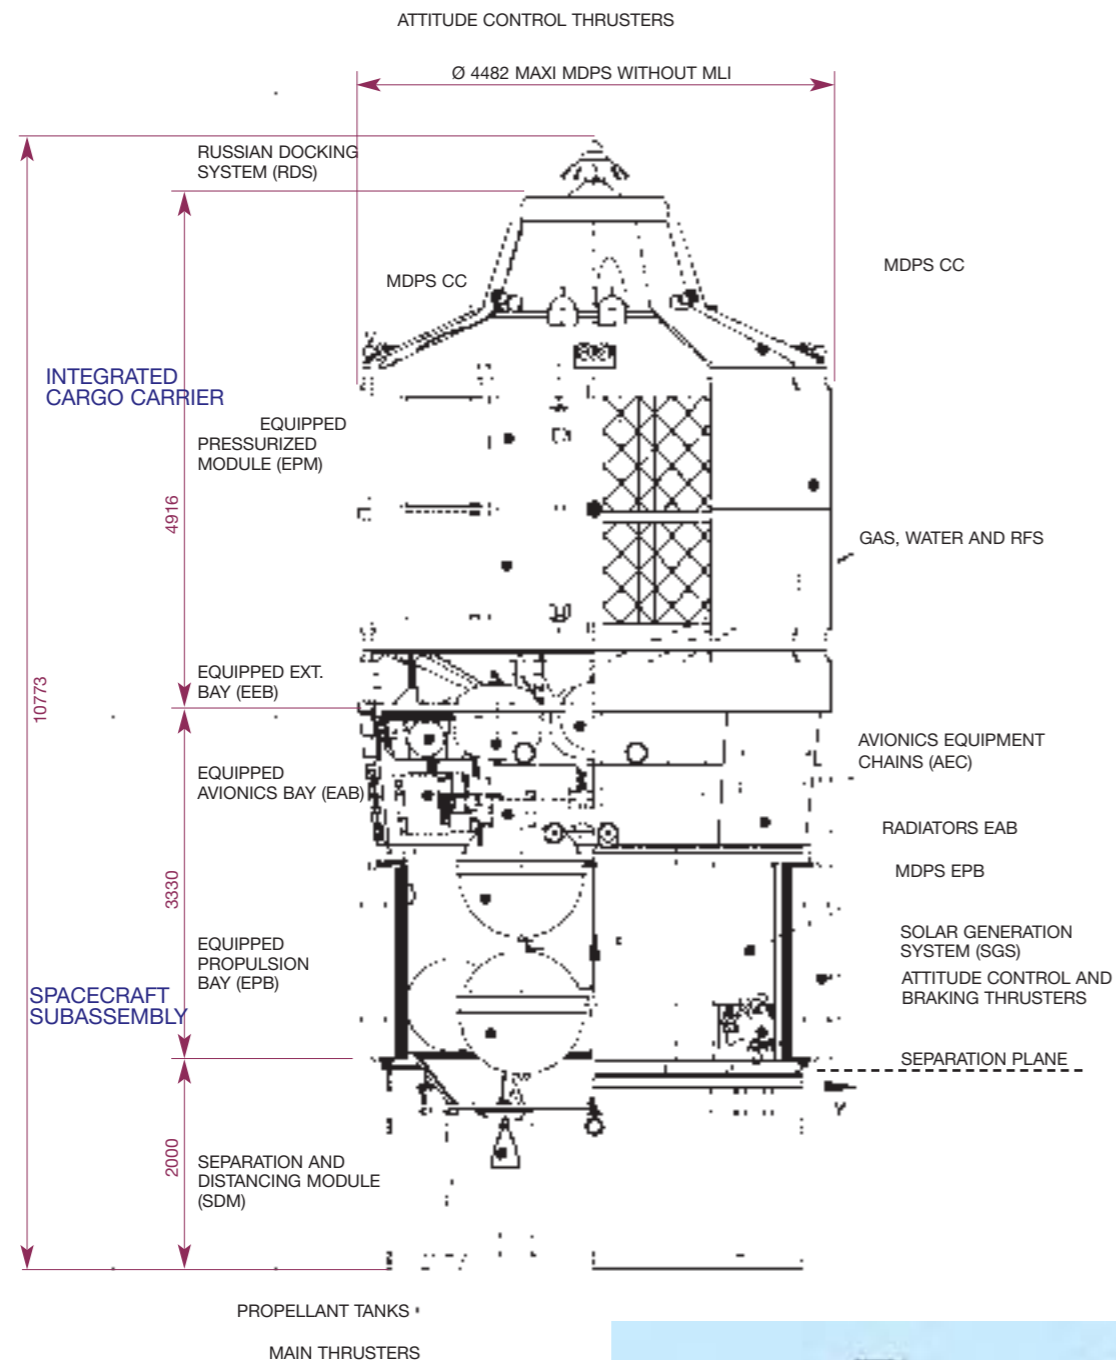 ATTITUDE CONTROL THRUSTERS
Ø 4482 MAXI MDPS WITHOUT MLI
RUSSIAN DOCKING
SYSTEM (RDS)
MDPS CC
MDPS CC
INTEGRATED
CARGO CARRIER
EQUIPPED
PRESSURIZED
MODULE (EPM)
4916
GAS, WATER AND RFS
EQUIPPED EXT.
BAY (EEB)
10773
AVIONICS EQUIPMENT
CHAINS (AEC)
EQUIPPED
AVIONICS BAY (EAB)
RADIATORS EAB
MDPS EPB
3330
SOLAR GENERATION
SYSTEM (SGS)
EQUIPPED
PROPULSION
BAY (EPB)
ATTITUDE CONTROL AND
BRAKING THRUSTERS
SPACECRAFT
SUBASSEMBLY
SEPARATION PLANE
Y
2000
SEPARATION AND
DISTANCING MODULE
(SDM)
PROPELLANT TANKS
MAIN THRUSTERS